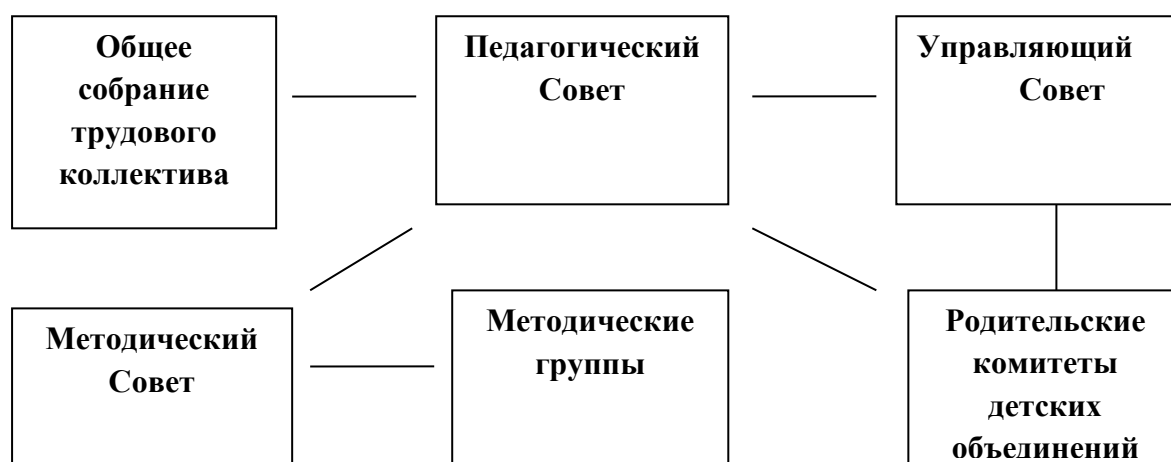 Общее
собрание
трудового
коллектива
Педагогический
Совет
Управляющий
Совет
Методический
Совет
Методические
группы
Родительские
комитеты
детских
объединений